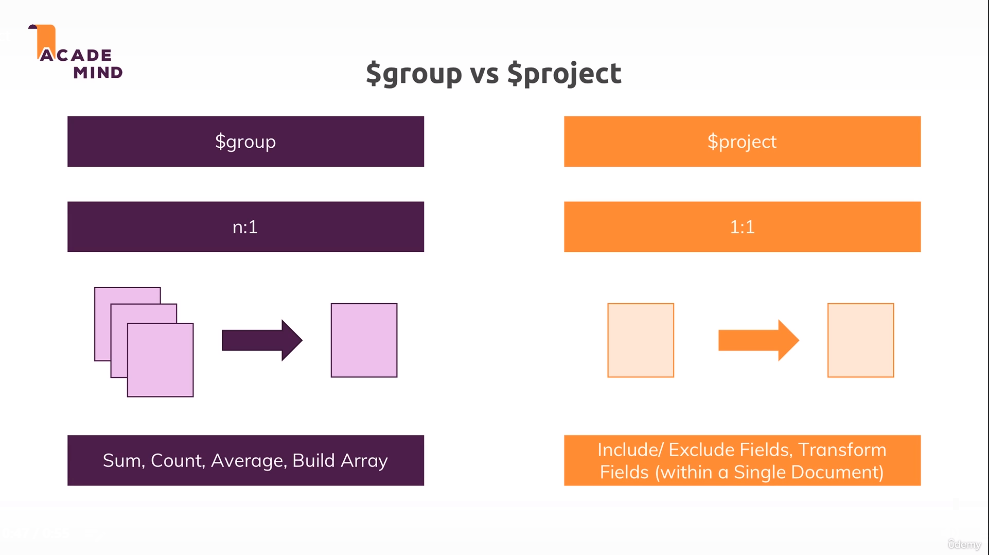 ACADE
MIND
$group vs $project
$group
$project
n:1
1:1
Sum, Count, Average, Build Array
Include/ Exclude Fields, Transform
Fields (within a Single Document)
ûdemy